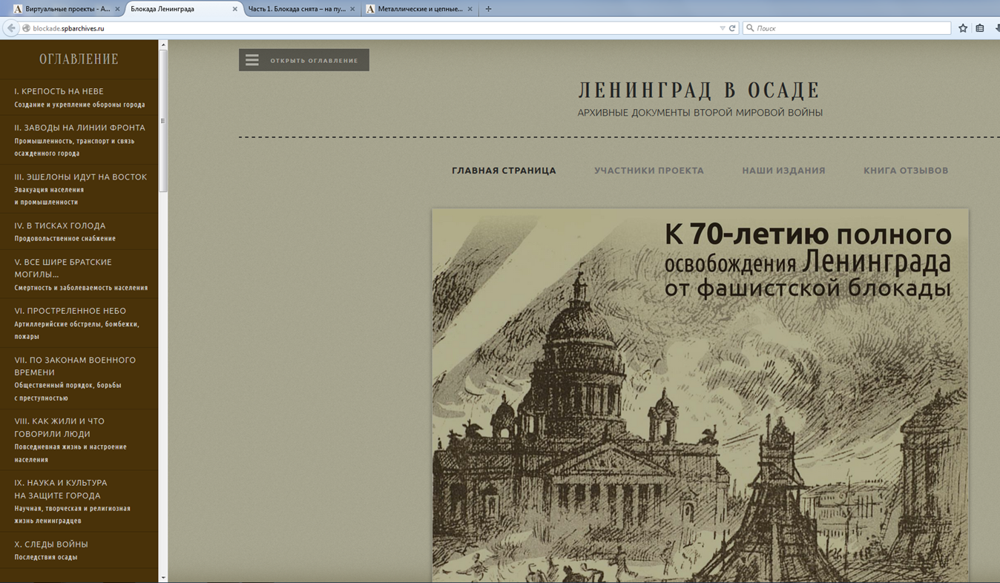 Виртуальные проекты - А...
Блокада Ленинграда
Часть 1. Блокада снята – на пу...
Металлические и цепные...
blockade.spbarchives.ru
Поиск
ОГЛАВЛЕНИЕ
I. КРЕПОСТЬ НА НЕВЕ
Создание и укрепление обороны города
II. ЗАВОДЫ НА ЛИНИИ ФРОНТА
Промышленность, транспорт и связь
осажденного города
III. ЭШЕЛОНЫ ИДУТ НА ВОСТОК
Эвакуация населения
и промышленности
IV. В ТИСКАХ ГОЛОДА
Продовольственное снабжение
V. ВСЕ ШИРЕ БРАТСКИЕ
МОГИЛЫ...
Смертность и заболеваемость населения
VI. ПРОСТРЕЛЕННОЕ НЕБО
Артиллерийские обстрелы, бомбежки,
пожары
VII. ПО ЗАКОНАМ ВОЕННОГО
ВРЕМЕНИ
Общественный порядок, борьбы
с преступностью
VIII. КАК ЖИЛИ И ЧТО
ГОВОРИЛИ ЛЮДИ
Повседневная жизнь и настроение
населения
IX. НАУКА И КУЛЬТУРА
НА ЗАЩИТЕ ГОРОДА
Научная, творческая и религиозная
жизнь ленинградцев
X. СЛЕДЫ ВОЙНЫ
Последствия осады
ОТКРЫТЬ ОГЛАВЛЕНИЕ
ЛЕНИНГРАД В ОСАДЕ
АРХИВНЫЕ ДОКУМЕНТЫ ВТОРОЙ МИРОВОЙ ВОЙНЫ
ГЛАВНАЯ СТРАНИЦА
УЧАСТНИКИ ПРОЕКТА
НАШИ ИЗДАНИЯ
КНИГА ОТЗЫВОВ
К 70-летию полного
освобождения Ленинграда
от фашистской блокады